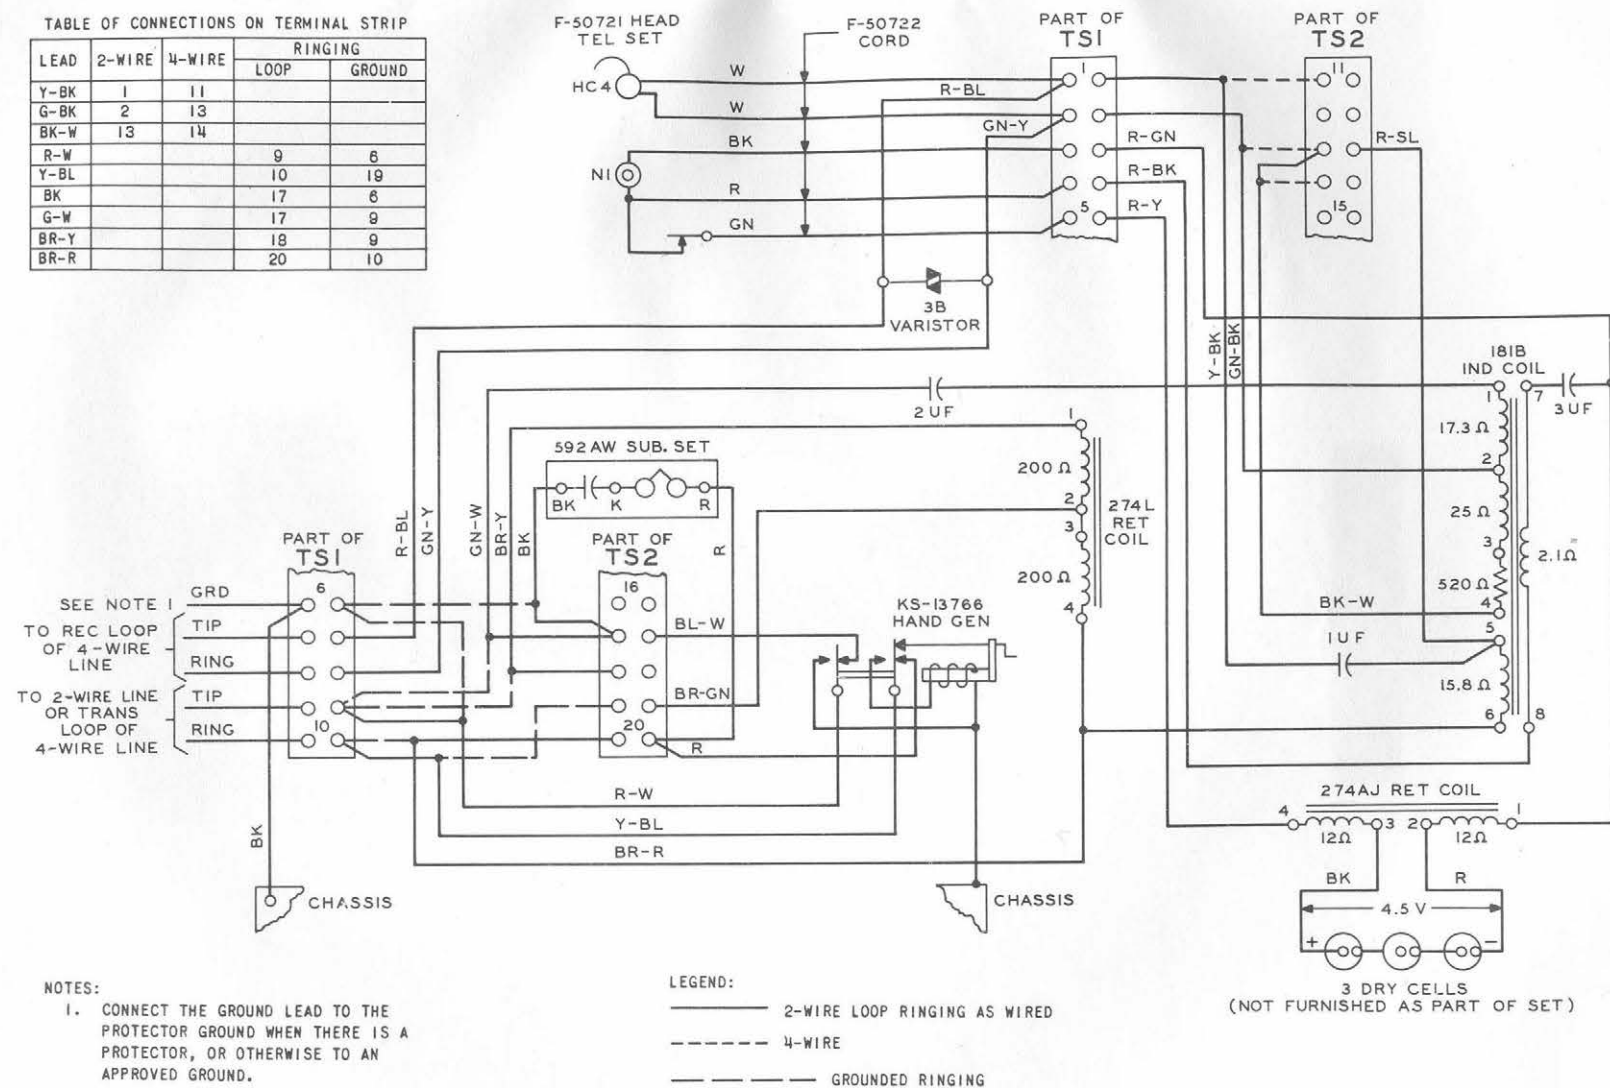 TABLE OF CONNECTIONS ON TERMINAL STRIP
LEAD 2-WIRE 4-WIRE RINGING
LOOP GROUND
Y-BK 1 11
G-BK 2 13
BK-W 13 14
R-W 9 6
Y-BL 10 19
BK 17 6
G-W 17 9
BR-Y 18 9
BR-R 20 10
F-50721 HEAD
TEL SET
HC4
N1
F-50722
CORD
W
W
BK
R
GN
PART OF
TS1
1
5
R-BL
GN-Y
R-GN
R-BK
R-Y
PART OF
TS2
11
15
R-SL
3B
VARISTOR
Y-BK
GN-BK
2UF
181B
IND COIL
1
7
3UF
17.3 Ω
2
25 Ω
3
520 Ω
2.1Ω
4
5
15.8 Ω
6
8
BK-W
1UF
592AW SUB. SET
BK K R
1
200 Ω
2
3
274L
RET
COIL
200 Ω
4
R-BL
GN-Y
GN-W
BR-Y
BK
R
PART OF
TS1
6
10
PART OF
TS2
16
20
SEE NOTE 1
GRD
TO REC LOOP
OF 4-WIRE
LINE
TIP
RING
TO 2-WIRE LINE
OR TRANS
LOOP OF
4-WIRE LINE
TIP
RING
BL-W
BR-GN
R
KS-13766
HAND GEN
R-W
Y-BL
BR-R
BK
CHASSIS
CHASSIS
274AJ RET COIL
4 3 2 1
12Ω 12Ω
BK R
4.5 V
+ −
3 DRY CELLS
(NOT FURNISHED AS PART OF SET)
NOTES:
1. CONNECT THE GROUND LEAD TO THE
PROTECTOR GROUND WHEN THERE IS A
PROTECTOR, OR OTHERWISE TO AN
APPROVED GROUND.
LEGEND:
2-WIRE LOOP RINGING AS WIRED
4-WIRE
GROUNDED RINGING